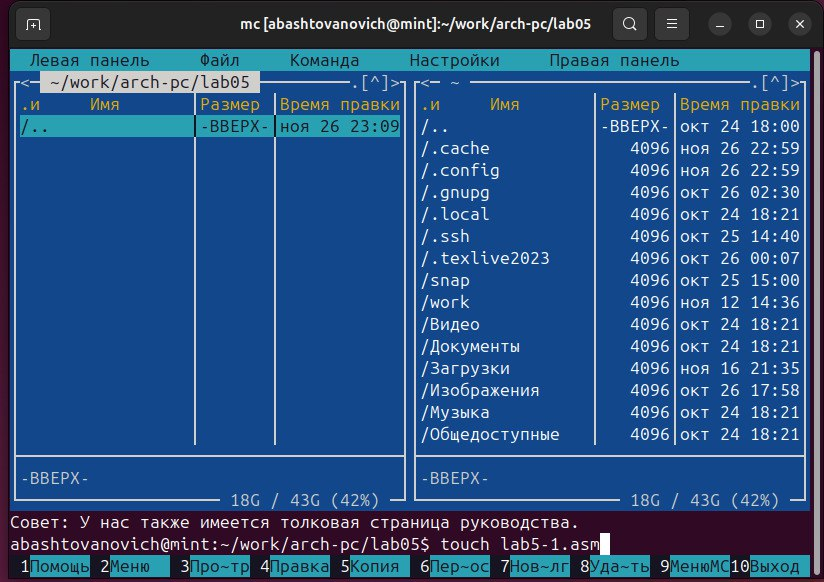 mc [abashtovanovich@mint]:~/work/arch-pc/lab05
Левая панель Файл Команда Настройки Правая панель
<─ ~/work/arch-pc/lab05 .[^]> <─ ~ .[^]>
.и Имя Размер Время правки .и Имя Размер Время правки
/.. -ВВЕРХ- ноя 26 23:09 /.. -ВВЕРХ- окт 24 18:00
/.cache 4096 ноя 26 22:59
/.config 4096 ноя 26 22:59
/.gnupg 4096 окт 26 02:30
/.local 4096 окт 24 18:21
/.ssh 4096 окт 25 14:40
/.texlive2023 4096 окт 26 00:07
/snap 4096 окт 25 15:00
/work 4096 ноя 12 14:36
/Видео 4096 окт 24 18:21
/Документы 4096 окт 24 18:21
/Загрузки 4096 ноя 16 21:35
/Изображения 4096 окт 26 17:58
/Музыка 4096 окт 24 18:21
/Общедоступные 4096 окт 24 18:21
-ВВЕРХ- -ВВЕРХ-
18G / 43G (42%) 18G / 43G (42%)
Совет: У нас также имеется толковая страница руководства.
abashtovanovich@mint:~/work/arch-pc/lab05$ touch lab5-1.asm
1Помощь 2Меню 3Про~тр 4Правка 5Копия 6Пер~ос 7Нов~лг 8Уда~ть 9МенюМС 10Выход